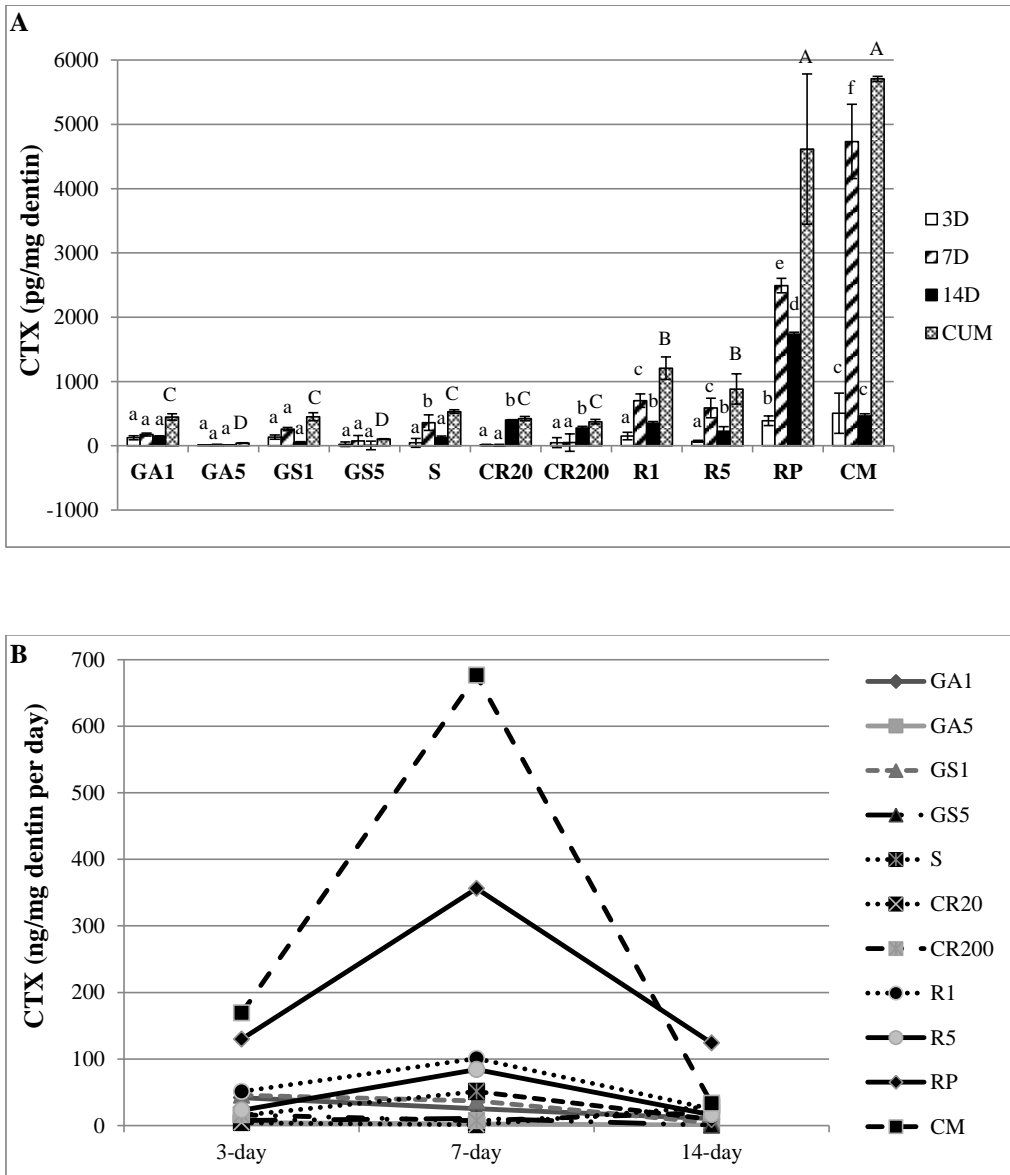 A
CTX (pg/mg dentin)
6000
5000
4000
3000
2000
1000
0
-1000
a a a C
a a a D
a a a C
a a a D
a b a C
a a b C
a a b C
a c b B
a c b B
b e d A
c f c A
GA1 GA5 GS1 GS5 S CR20 CR200 R1 R5 RP CM
3D
7D
14D
CUM
B
CTX (ng/mg dentin per day)
700
600
500
400
300
200
100
0
3-day 7-day 14-day
GA1
GA5
GS1
GS5
S
CR20
CR200
R1
R5
RP
CM